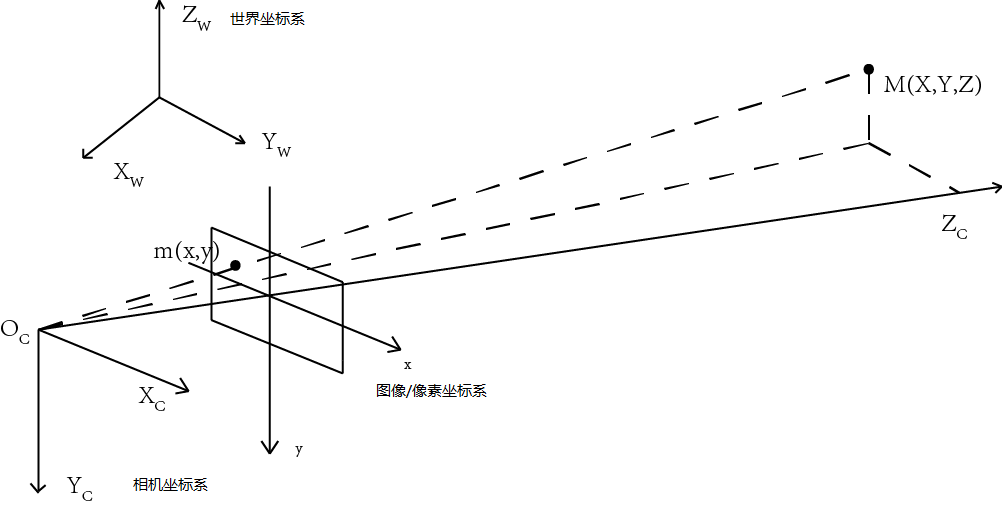 Z_W 世界坐标系
M(X,Y,Z)
Y_W
X_W
Z_C
m(x,y)
O_C
x
图像/像素坐标系
X_C
y
Y_C 相机坐标系